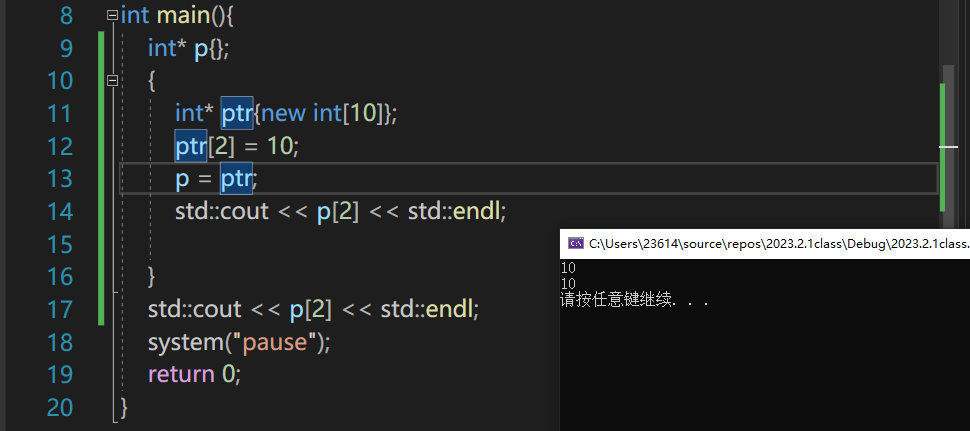 8 int main(){
9 int* p{};
10 {
11 int* ptr{new int[10]};
12 ptr[2] = 10;
13 p = ptr;
14 std::cout << p[2] << std::endl;
15
16 }
17 std::cout << p[2] << std::endl;
18 system("pause");
19 return 0;
20 }
C:\Users\23614\source\repos\2023.2.1class\Debug\2023.2.1class.
10
10
请按任意键继续. . .